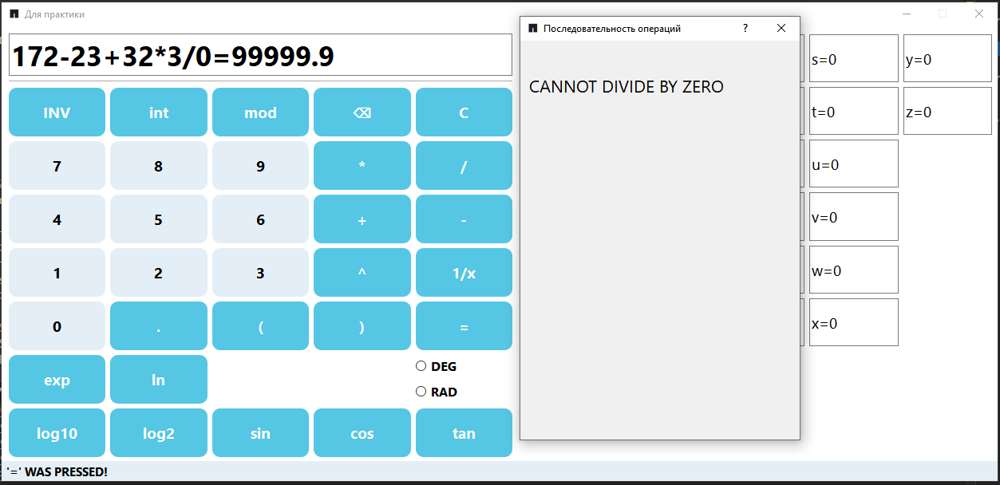 Для практики
172-23+32*3/0=99999.9
INV int mod ⌫ C
7 8 9 * /
4 5 6 + -
1 2 3 ^ 1/x
0 . ( ) =
exp ln
DEG
RAD
log10 log2 sin cos tan
'=' WAS PRESSED!
Последовательность операций ?
CANNOT DIVIDE BY ZERO
s=0 y=0
t=0 z=0
u=0
v=0
w=0
x=0